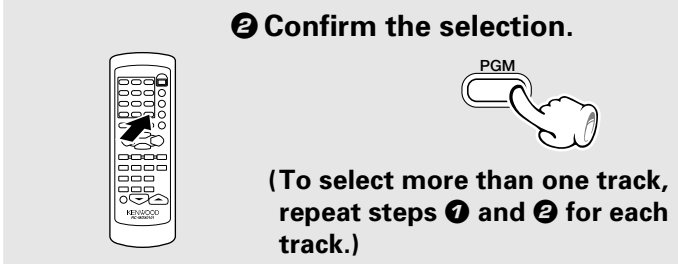 ❷ Confirm the selection.
PGM
(To select more than one track,
repeat steps ❶ and ❷ for each
track.)
KENWOOD